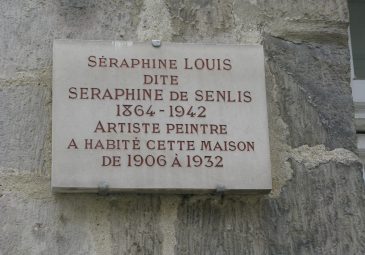 SÉRAPHINE LOUIS
DITE
SERAPHINE DE SENLIS
1864-1942
ARTISTE PEINTRE
A HABITÉ CETTE MAISON
DE 1906 À 1932